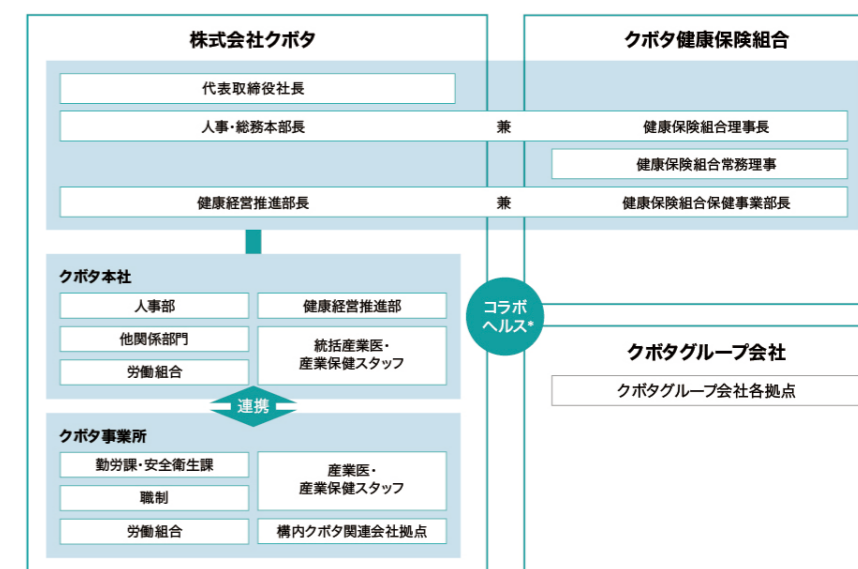 株式会社クボタ
クボタ健康保険組合
代表取締役社長
人事・総務本部長
兼
健康保険組合理事長
健康保険組合常務理事
健康経営推進部長
兼
健康保険組合保健事業部長
クボタ本社
人事部
健康経営推進部
他関係部門
統括産業医・
産業保健スタッフ
労働組合
コラボ
ヘルス*
クボタグループ会社
クボタグループ会社各拠点
連携
クボタ事業所
勤労課・安全衛生課
産業医・
産業保健スタッフ
職制
労働組合
構内クボタ関連会社拠点